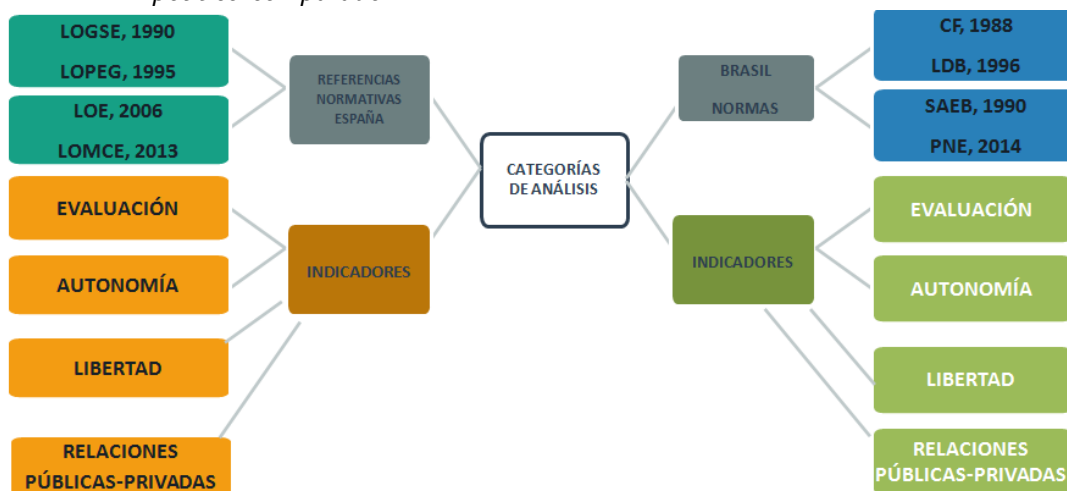 LOGSE, 1990
LOPEG, 1995
LOE, 2006
LOMCE, 2013
EVALUACIÓN
AUTONOMÍA
LIBERTAD
RELACIONES
PÚBLICAS-PRIVADAS
REFERENCIAS
NORMATIVAS
ESPAÑA
INDICADORES
CATEGORÍAS
DE ANÁLISIS
BRASIL
NORMAS
INDICADORES
CF, 1988
LDB, 1996
SAEB, 1990
PNE, 2014
EVALUACIÓN
AUTONOMÍA
LIBERTAD
RELACIONES
PÚBLICAS-PRIVADAS